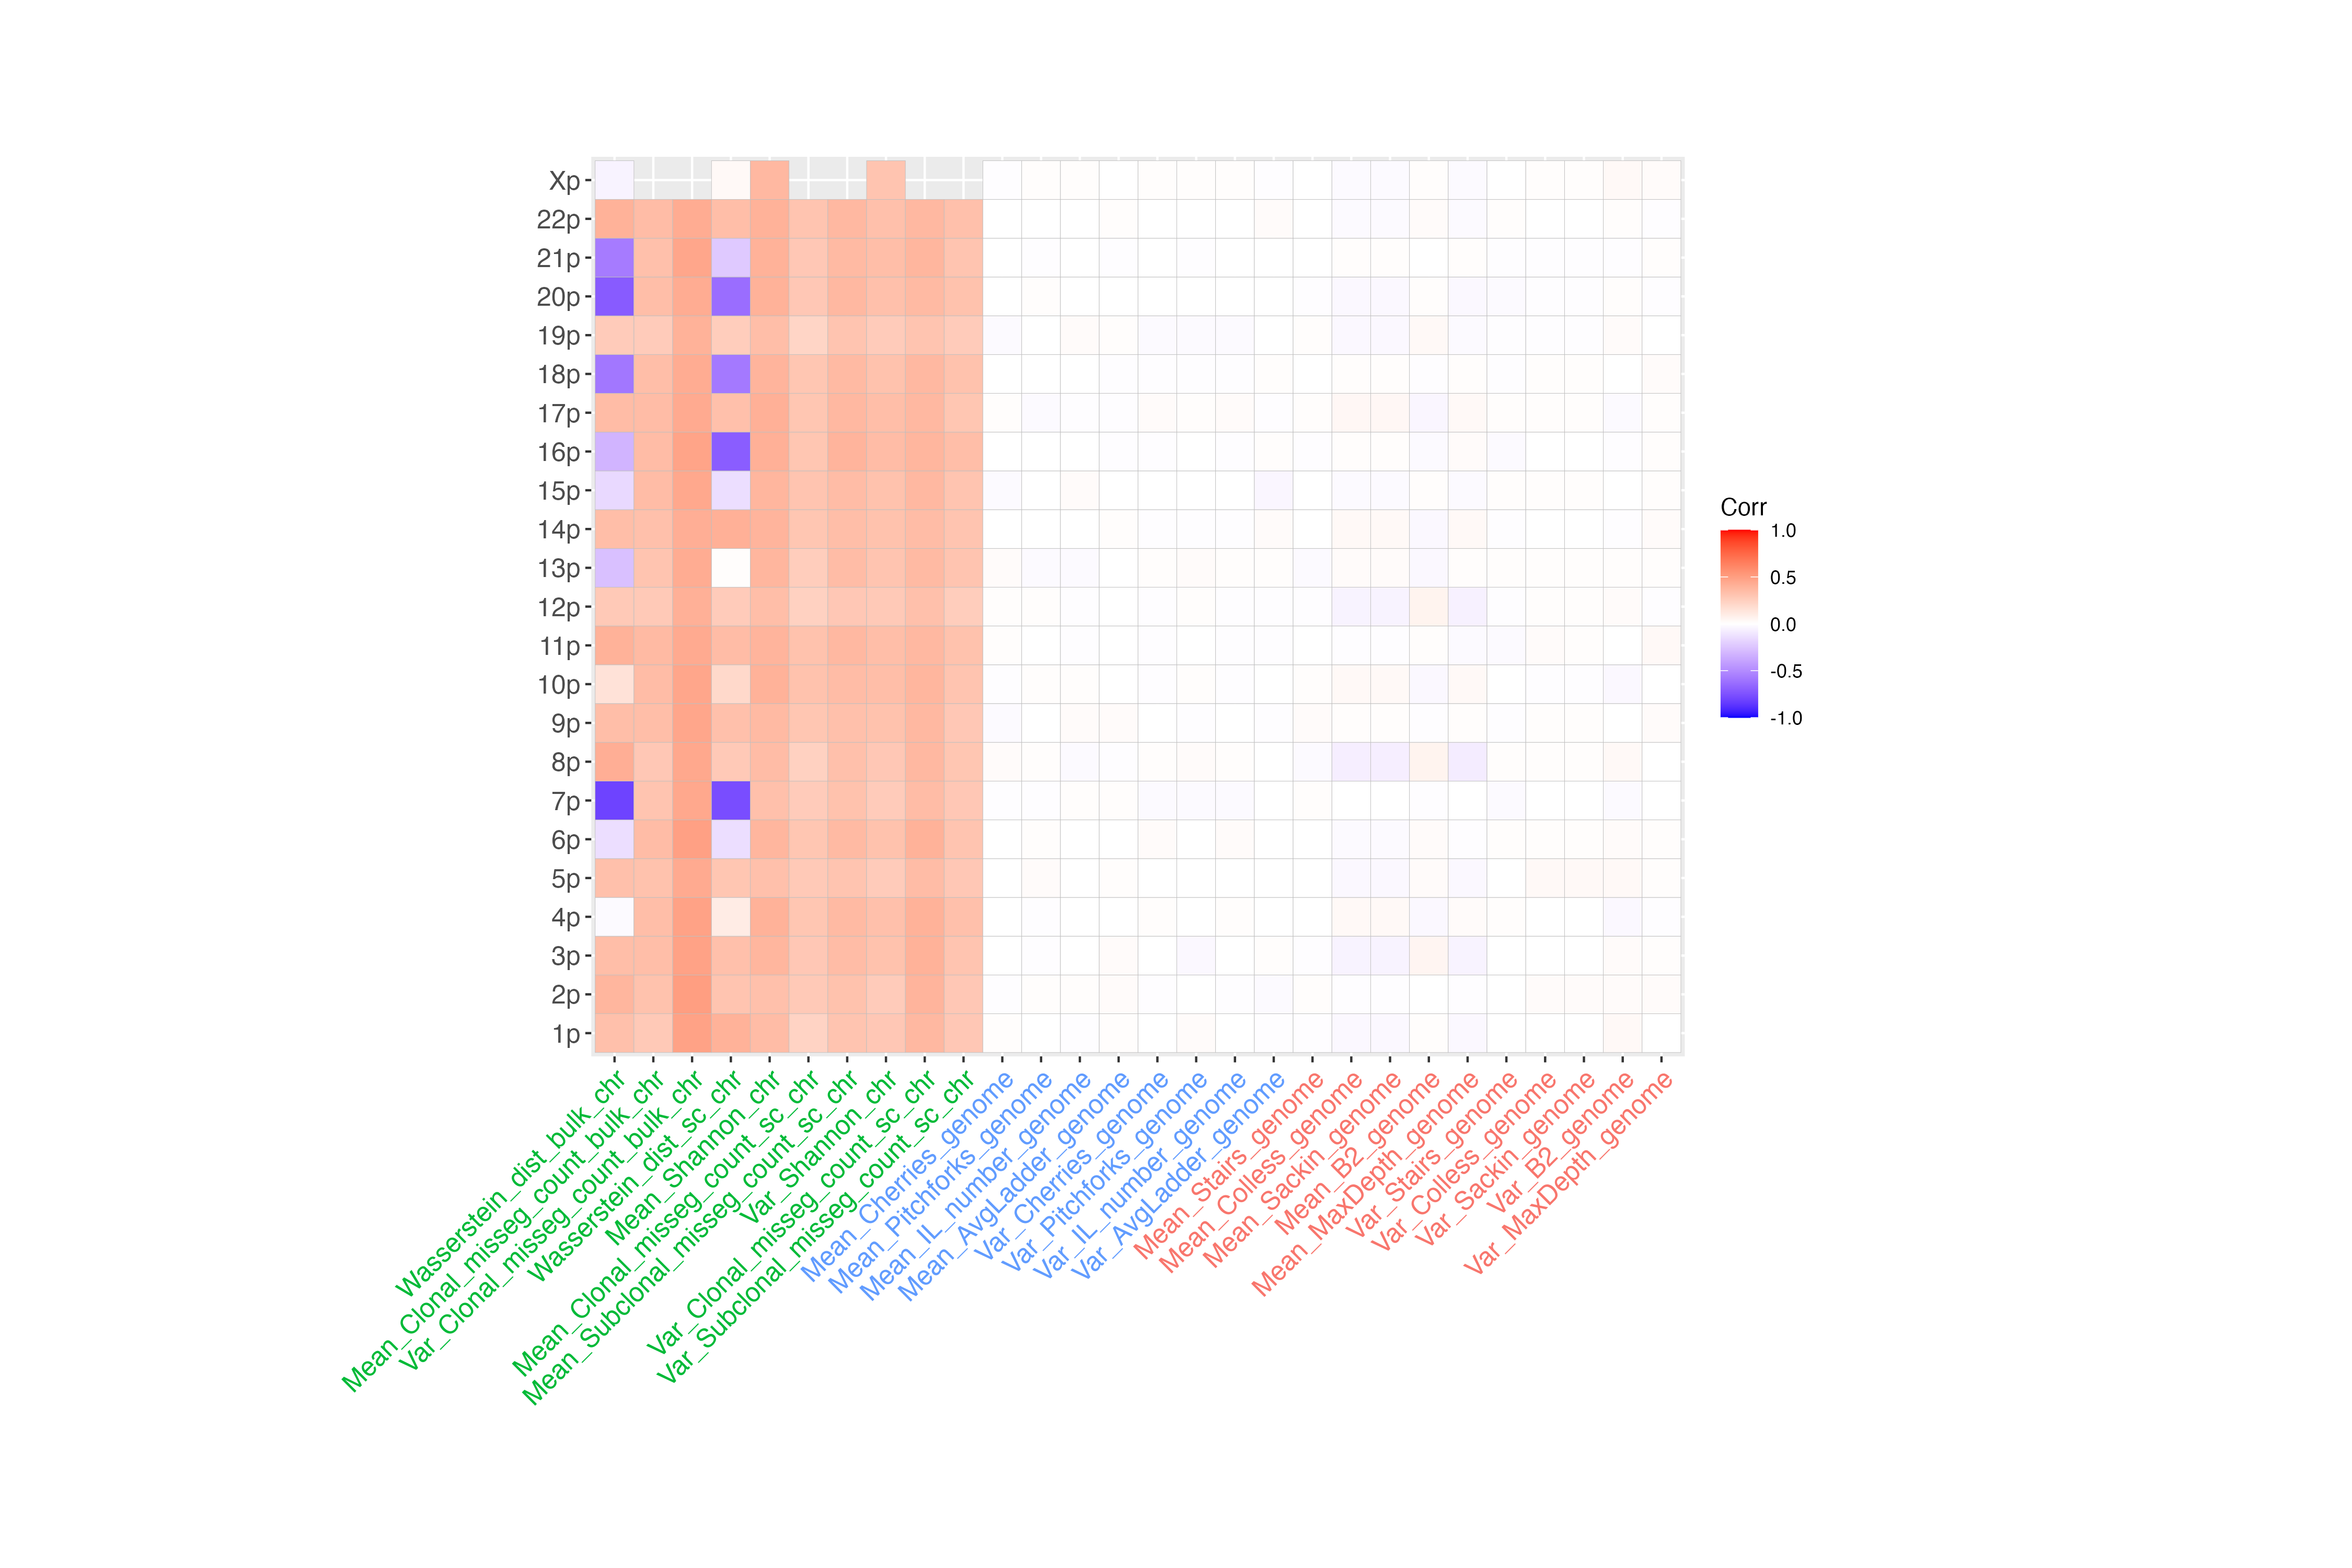 Xp
22p
21p
20p
19p
18p
17p
16p
15p
14p
13p
12p
11p
10p
9p
8p
7p
6p
5p
4p
3p
2p
1p
Wasserstein_dist_bulk_chr
Mean_Clonal_misseg_count_bulk_chr
Var_Clonal_misseg_count_bulk_chr
Wasserstein_dist_sc_chr
Mean_Shannon_chr
Mean_Clonal_misseg_count_sc_chr
Mean_Subclonal_misseg_count_sc_chr
Var_Shannon_chr
Var_Clonal_misseg_count_sc_chr
Var_Subclonal_misseg_count_sc_chr
Mean_Cherries_genome
Mean_Pitchforks_genome
Mean_IL_number_genome
Mean_AvgLadder_genome
Var_Cherries_genome
Var_Pitchforks_genome
Var_IL_number_genome
Var_AvgLadder_genome
Mean_Stairs_genome
Mean_Colless_genome
Mean_Sackin_genome
Mean_B2_genome
Mean_MaxDepth_genome
Var_Stairs_genome
Var_Colless_genome
Var_Sackin_genome
Var_B2_genome
Var_MaxDepth_genome
Corr
1.0
0.5
0.0
-0.5
-1.0